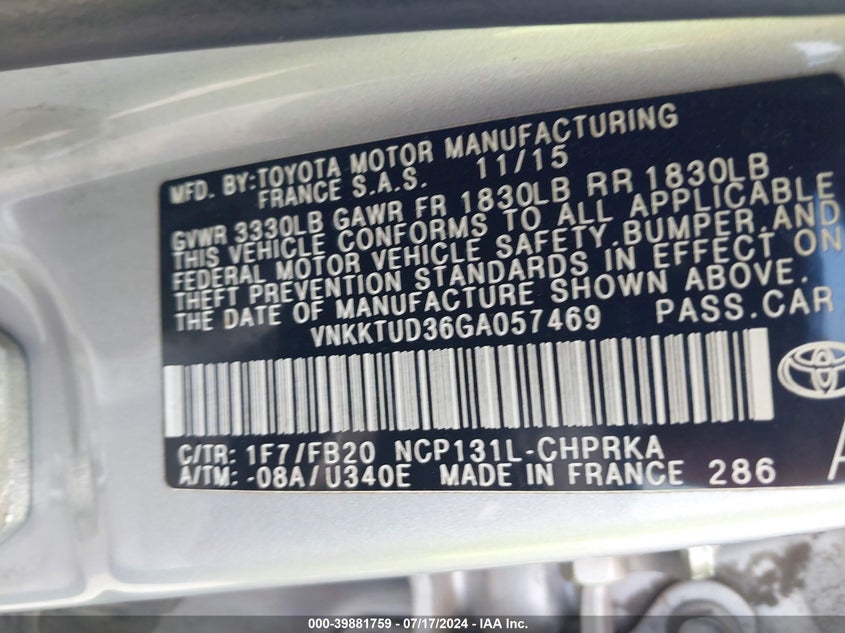 MFD. BY:TOYOTA MOTOR MANUFACTURING
FRANCE S.A.S. 11/15
GVWR 3330LB GAWR FR 1830LB RR 1830LB
THIS VEHICLE CONFORMS TO ALL APPLICABLE
FEDERAL MOTOR VEHICLE SAFETY,BUMPER,AND
THEFT PREVENTION STANDARDS IN EFFECT ON
THE DATE OF MANUFACTURE SHOWN ABOVE.
VNKKTUD36GA057469 PASS.CAR
C/TR: 1F7/FB20 NCP131L-CHPRKA
A/TM: -08A/U340E MADE IN FRANCE 286
A
000-39881759 / 07/17/2024 - IAA Inc.